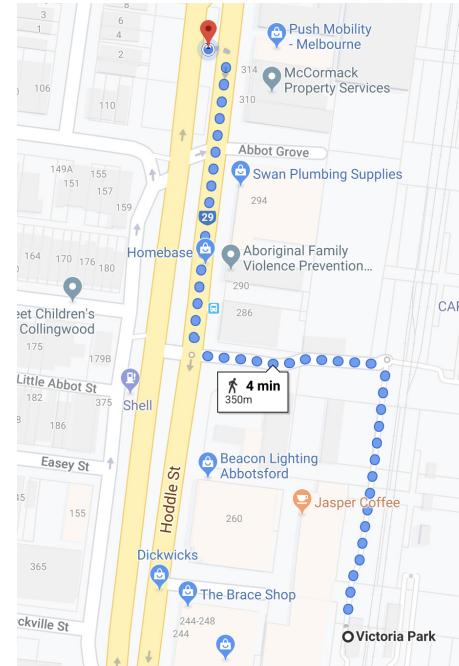 3
8
6
1
4
2
106
110
Push Mobility
- Melbourne
314
McCormack
Property Services
310
Abbot Grove
149A
155
151
157
159
Swan Plumbing Supplies
294
29
Homebase
Aboriginal Family
Violence Prevention...
164
170
176
180
290
286
CAR
eet Children's
Collingwood
175
179B
Little Abbot St
182
375
Shell
186
4 min
350m
Easey St
Hoddle St
Beacon Lighting
Abbotsford
Jasper Coffee
45
155
260
365
Dickwicks
The Brace Shop
244-248
244
ckville St
Victoria Park